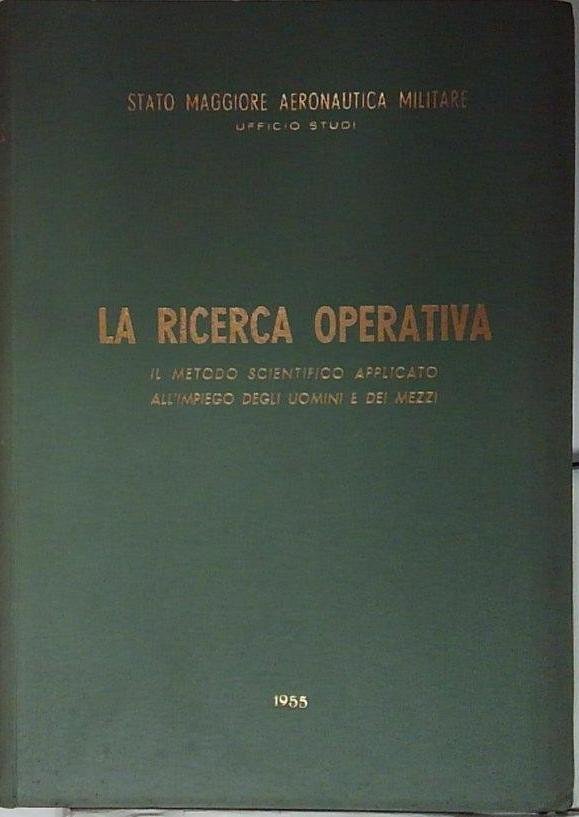 STATO MAGGIORE AERONAUTICA MILITARE
UFFICIO STUDI
LA RICERCA OPERATIVA
IL METODO SCIENTIFICO APPLICATO
ALL'IMPIEGO DEGLI UOMINI E DEI MEZZI
1955